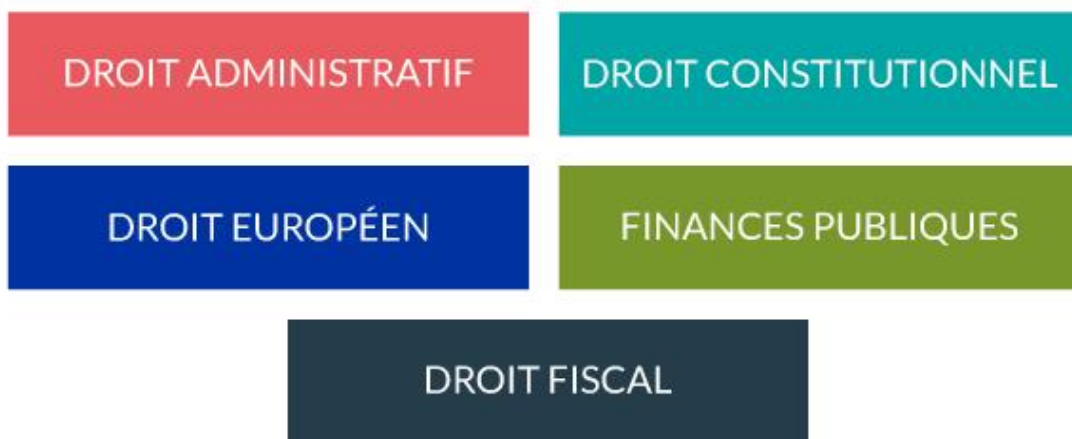 DROIT ADMINISTRATIF
DROIT CONSTITUTIONNEL
DROIT EUROPÉEN
FINANCES PUBLIQUES
DROIT FISCAL